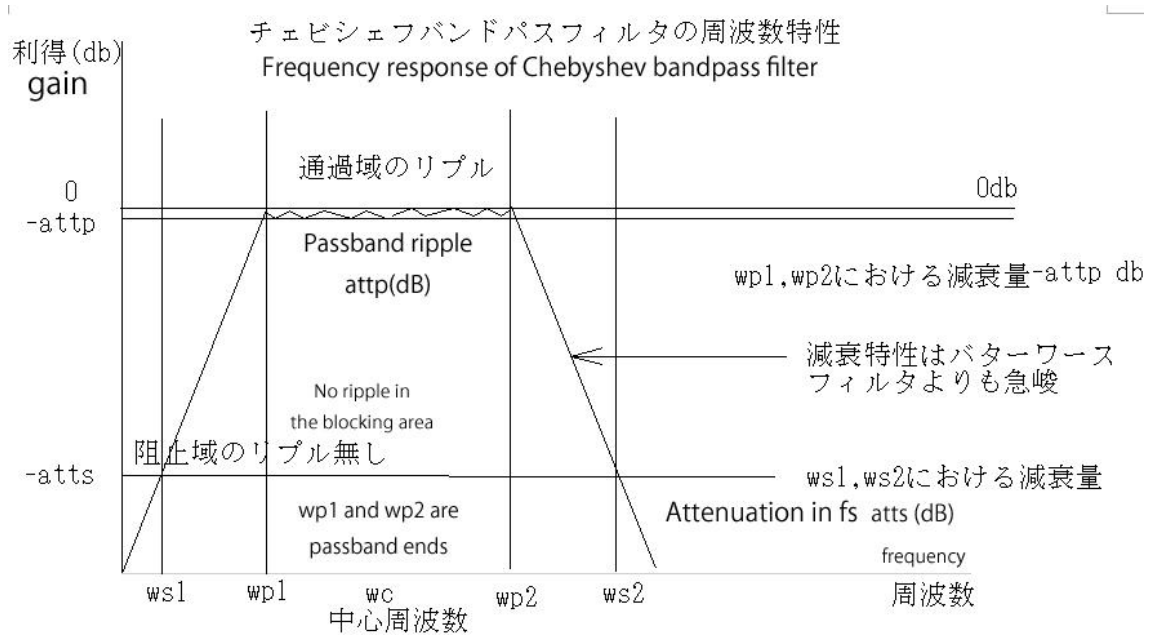 チェビシェフバンドパスフィルタの周波数特性
Frequency response of Chebyshev bandpass filter
利得(db)
gain
通過域のリプル
0
0db
-attp
Passband ripple
attp(dB)
wp1,wp2における減衰量-attp db
減衰特性はバターワース
フィルタよりも急峻
No ripple in
the blocking area
阻止域のリプル無し
-atts
ws1,ws2における減衰量
wp1 and wp2 are
passband ends
Attenuation in fs atts (dB)
frequency
ws1 wp1 wc wp2 ws2 周波数
中心周波数